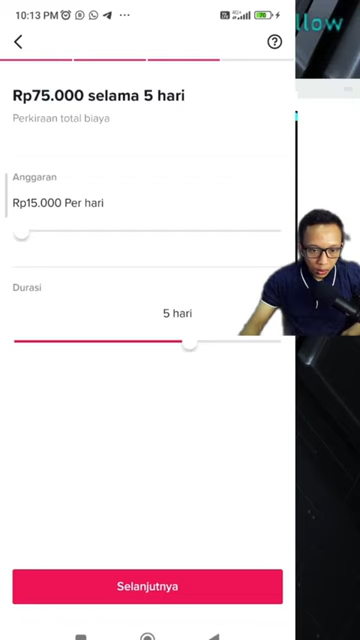 10:13 PM
70
llow
Rp75.000 selama 5 hari
Perkiraan total biaya
Anggaran
Rp15.000 Per hari
Durasi
5 hari
Selanjutnya